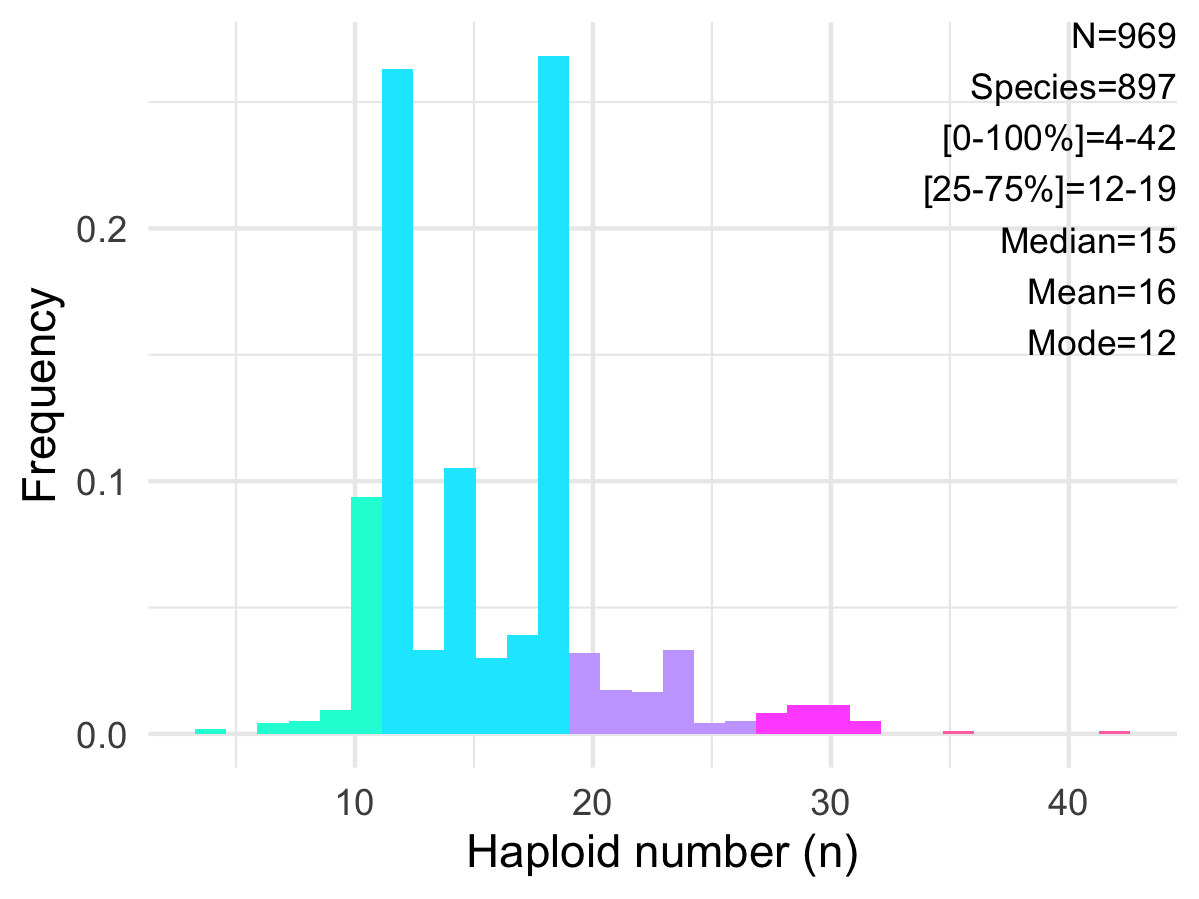 N=969
Species=897
[0-100%]=4-42
[25-75%]=12-19
Median=15
Mean=16
Mode=12
Frequency
0.2
0.1
0.0
10 20 30 40
Haploid number (n)